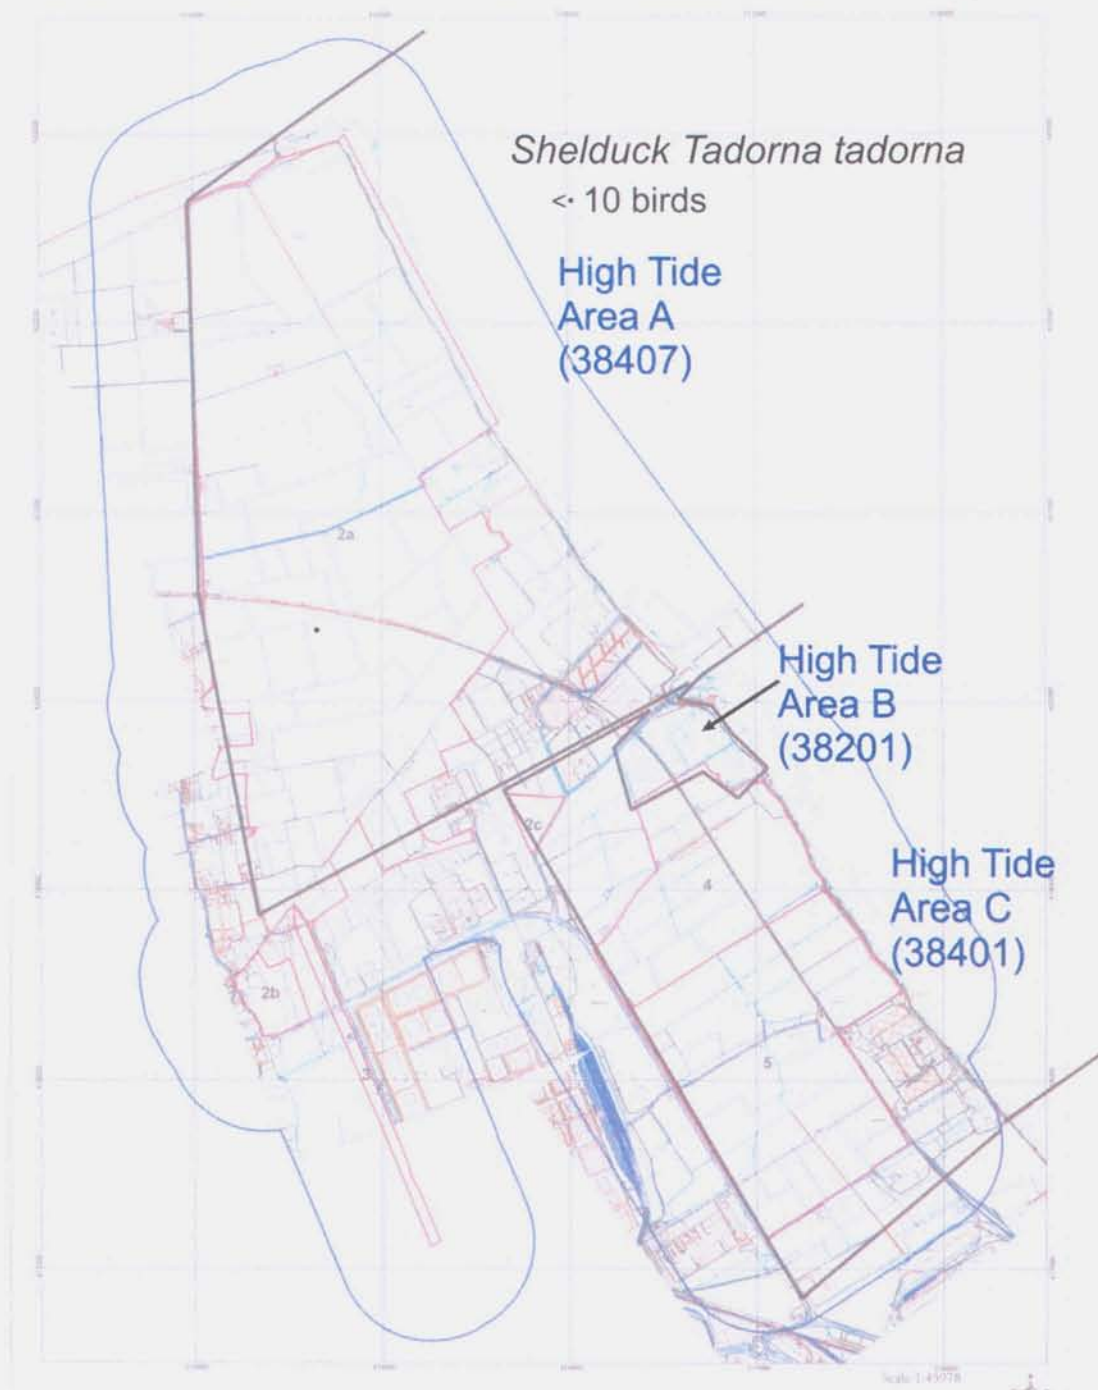 Shelduck Tadorna tadorna
<· 10 birds
High Tide
Area A
(38407)
2a
High Tide
Area B
(38201)
2c
High Tide
Area C
(38401)
4
2b
5
3